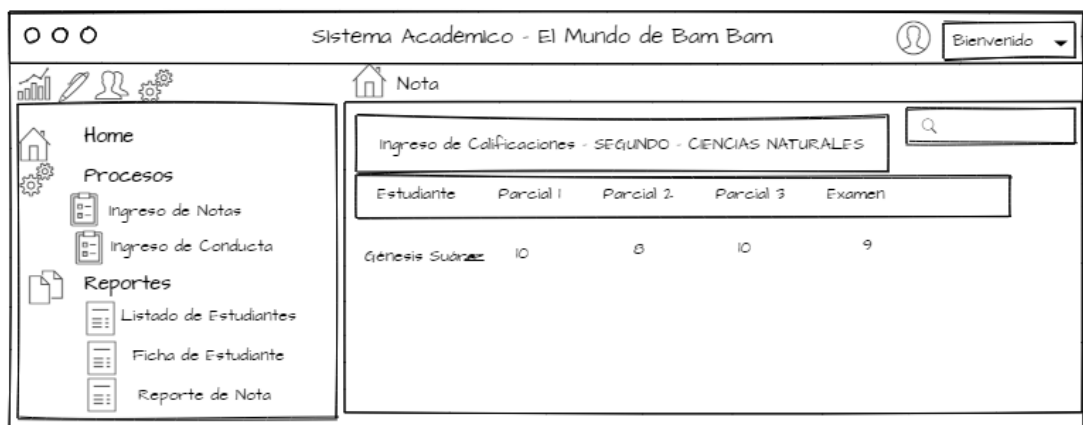 SIstema Académico - El Mundo de Bam Bam
Bienvenido
Nota
Home
Procesos
Ingreso de Notas
Ingreso de Conducta
Reportes
Listado de Estudiantes
Ficha de Estudiante
Reporte de Nota
Ingreso de Calificaciones - SEGUNDO - CIENCIAS NATURALES
Estudiante Parcial 1 Parcial 2 Parcial 3 Examen
Génesis Suárez 10 8 10 9